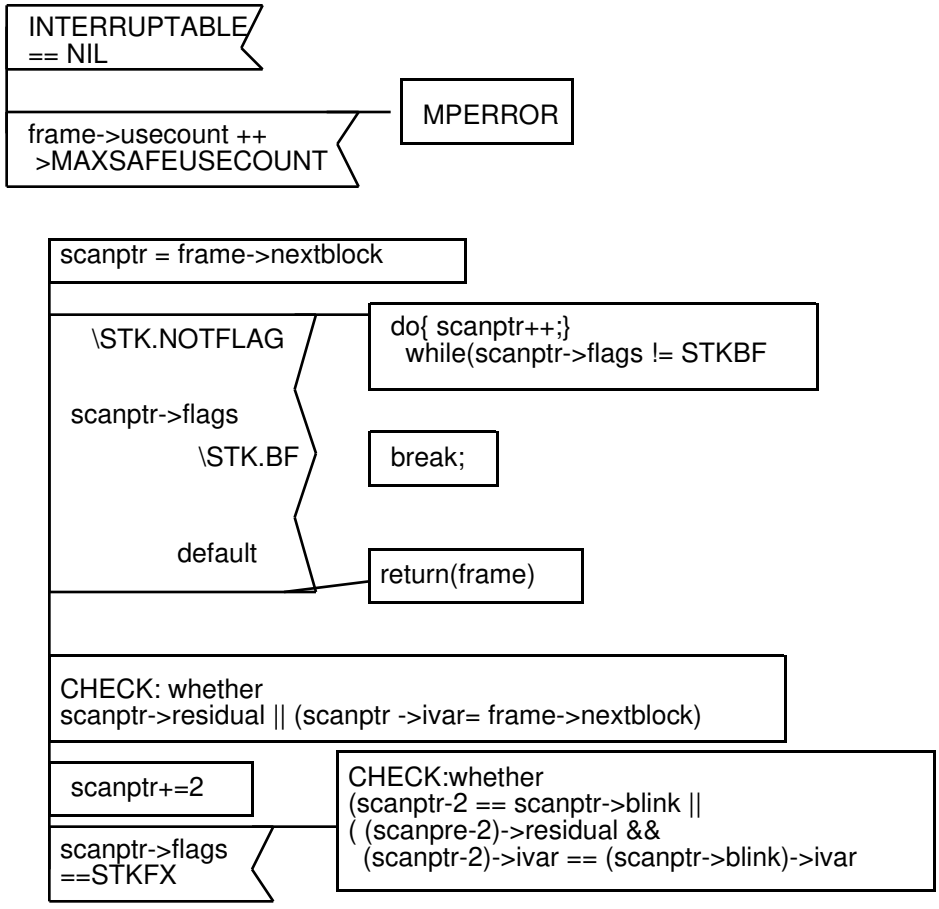 INTERRUPTABLE
== NIL
MPERROR
frame->usecount ++
>MAXSAFEUSECOUNT
scanptr = frame->nextblock
\STK.NOTFLAG
do{ scanptr++;}
while(scanptr->flags != STKBF
scanptr->flags
\STK.BF
break;
default
return(frame)
CHECK: whether
scanptr->residual || (scanptr ->ivar= frame->nextblock)
scanptr+=2
CHECK:whether
(scanptr-2 == scanptr->blink ||
( (scanpre-2)->residual &&
(scanptr-2)->ivar == (scanptr->blink)->ivar
scanptr->flags
==STKFX